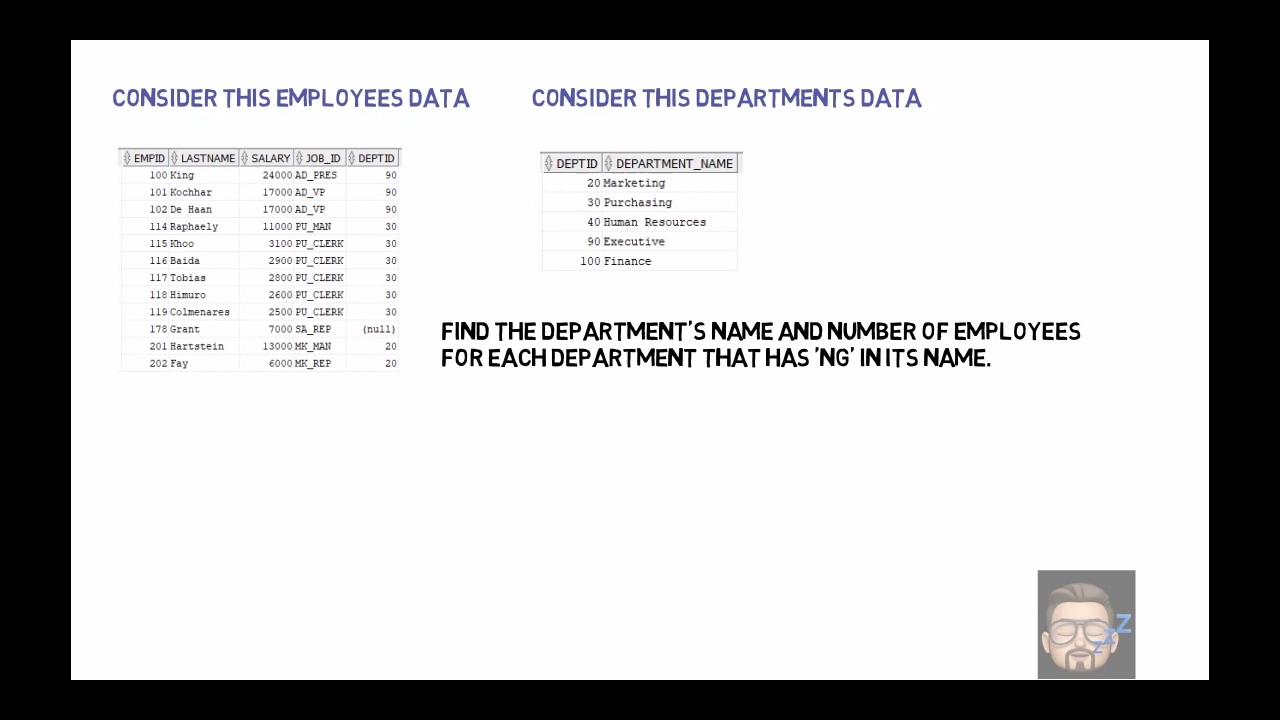 CONSIDER THIS EMPLOYEES DATA
CONSIDER THIS DEPARTMENTS DATA
EMPID LASTNAME SALARY JOB_ID DEPTID
100 King 24000 AD_PRES 90
101 Kochhar 17000 AD_VP 90
102 De Haan 17000 AD_VP 90
114 Raphaely 11000 PU_MAN 30
115 Khoo 3100 PU_CLERK 30
116 Baida 2900 PU_CLERK 30
117 Tobias 2800 PU_CLERK 30
118 Himuro 2600 PU_CLERK 30
119 Colmenares 2500 PU_CLERK 30
178 Grant 7000 SA_REP (null)
201 Hartstein 13000 MK_MAN 20
202 Fay 6000 MK_REP 20
DEPTID DEPARTMENT_NAME
20 Marketing
30 Purchasing
40 Human Resources
90 Executive
100 Finance
FIND THE DEPARTMENT'S NAME AND NUMBER OF EMPLOYEES
FOR EACH DEPARTMENT THAT HAS 'NG' IN ITS NAME.
z z Z